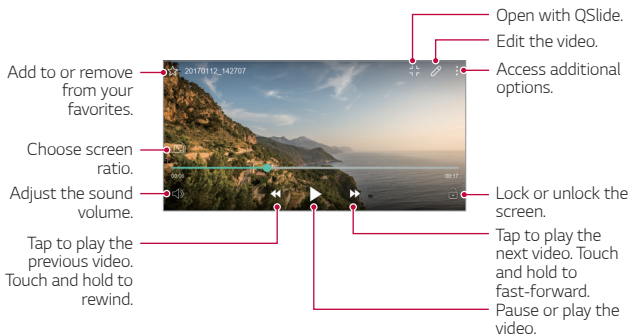 Open with QSlide.
Edit the video.
Access additional
options.
Add to or remove
from your
favorites.
20170112_142707
Choose screen
ratio.
00:06
00:17
Adjust the sound
volume.
Lock or unlock the
screen.
Tap to play the
previous video.
Touch and hold to
rewind.
Tap to play the
next video. Touch
and hold to
fast-forward.
Pause or play the
video.